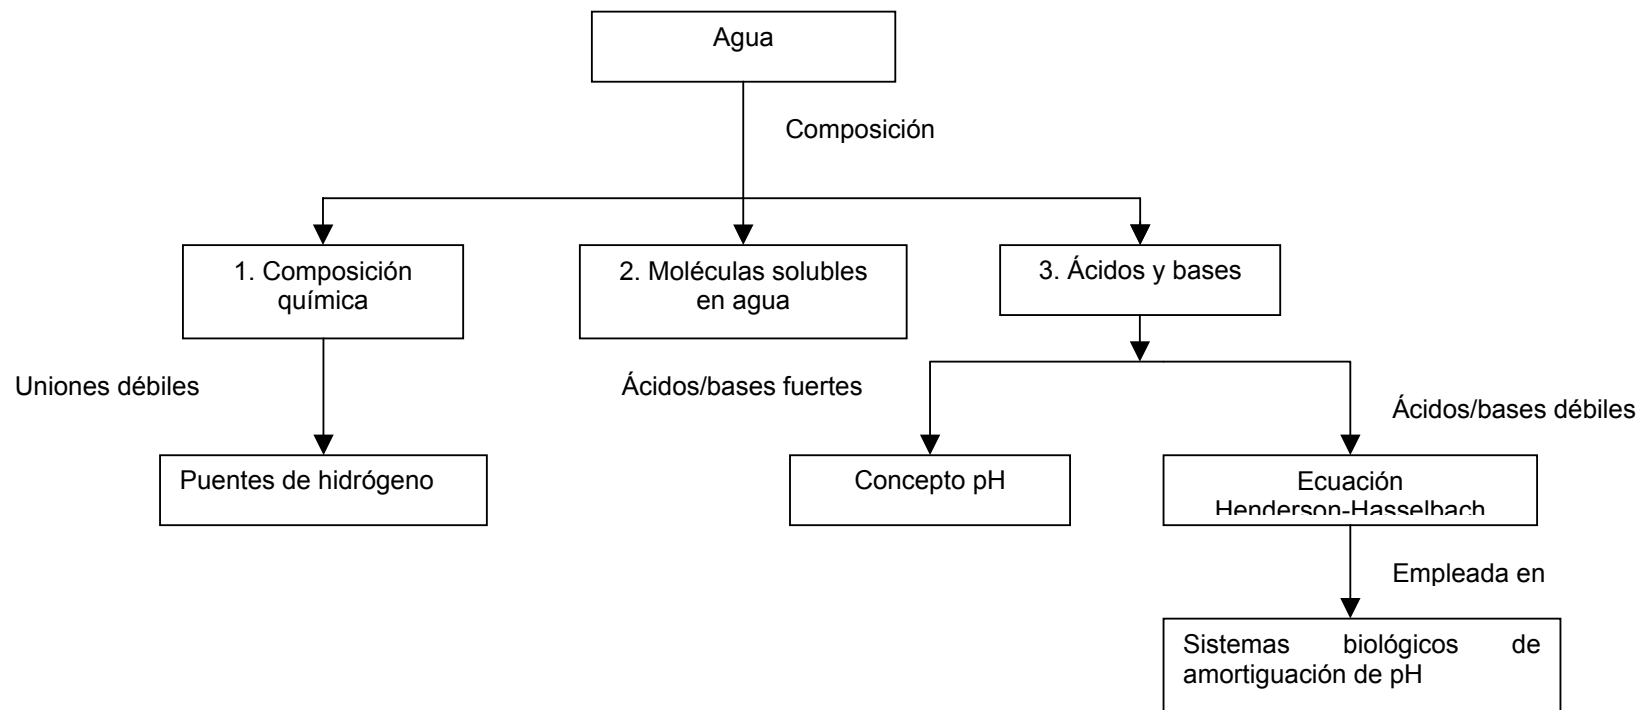 Agua
Composición
1. Composición
química
2. Moléculas solubles
en agua
3. Ácidos y bases
Uniones débiles
Ácidos/bases fuertes
Ácidos/bases débiles
Puentes de hidrógeno
Concepto pH
Ecuación
Henderson-Hasselbach
Empleada en
Sistemas biológicos de
amortiguación de pH